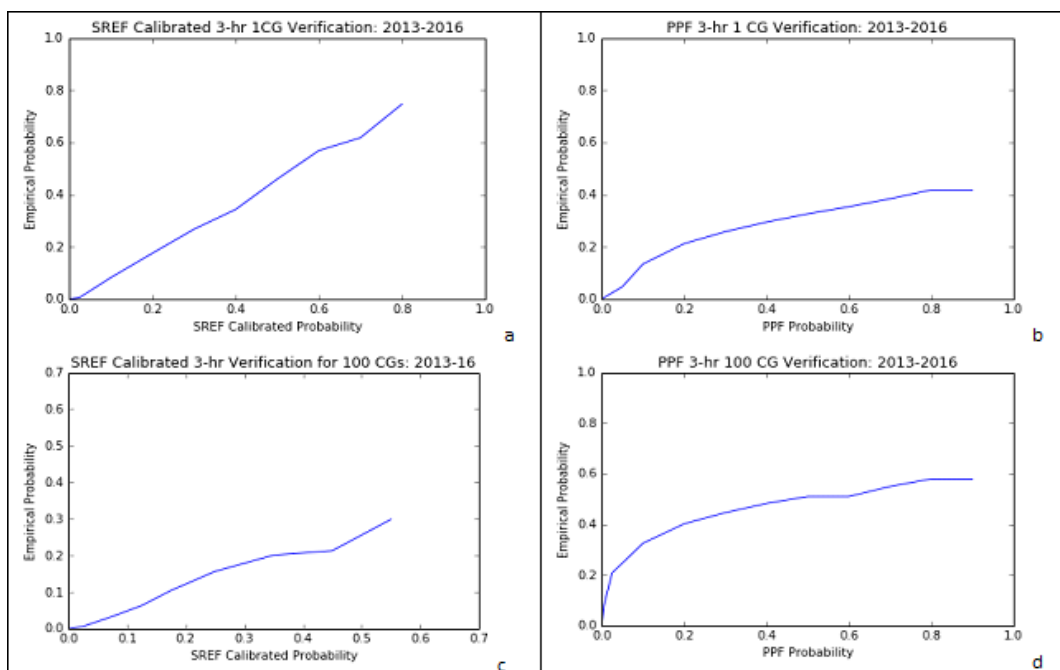 SREF Calibrated 3-hr 1CG Verification: 2013-2016
1.0
0.8
0.6
0.4
0.2
0.0
Empirical Probability
0.0 0.2 0.4 0.6 0.8 1.0
SREF Calibrated Probability
a
PPF 3-hr 1 CG Verification: 2013-2016
1.0
0.8
0.6
0.4
0.2
0.0
Empirical Probability
0.0 0.2 0.4 0.6 0.8 1.0
PPF Probability
b
SREF Calibrated 3-hr Verification for 100 CGs: 2013-16
0.7
0.6
0.5
0.4
0.3
0.2
0.1
0.0
Empirical Probability
0.0 0.1 0.2 0.3 0.4 0.5 0.6 0.7
SREF Calibrated Probability
c
PPF 3-hr 100 CG Verification: 2013-2016
1.0
0.8
0.6
0.4
0.2
0.0
Empirical Probability
0.0 0.2 0.4 0.6 0.8 1.0
PPF Probability
d